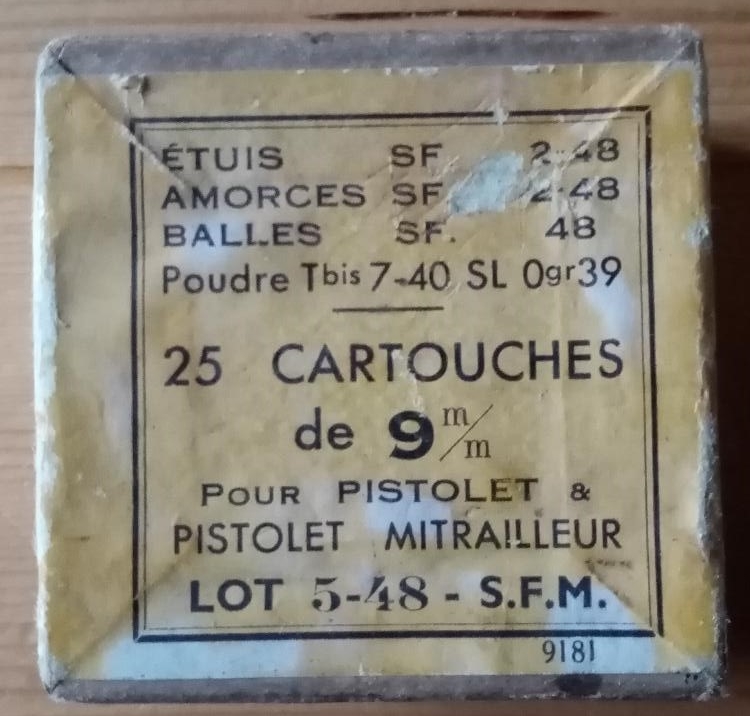 ÉTUIS SF 2-48
AMORCES SF 2-48
BALLES SF. 48
Poudre Tbis 7-40 SL 0gr39
25 CARTOUCHES
de 9 m/m
POUR PISTOLET &
PISTOLET MITRAILLEUR
LOT 5-48 - S.F.M.
9181